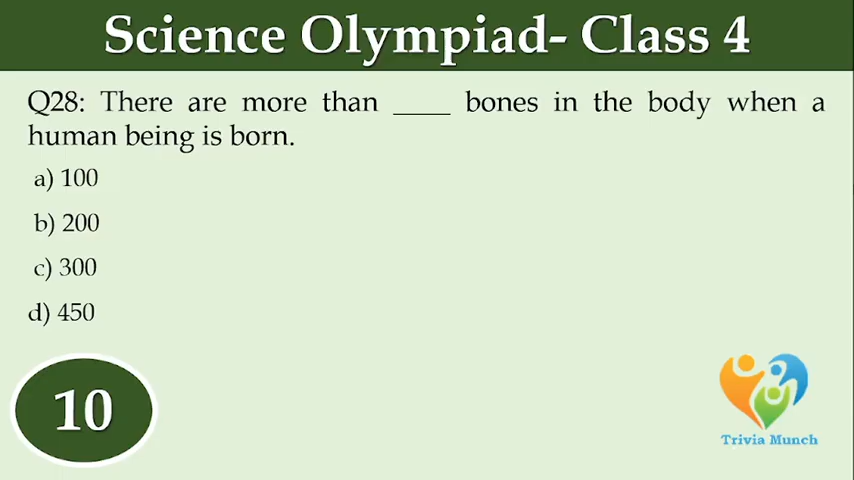 Science Olympiad- Class 4
Q28: There are more than ____ bones in the body when a
human being is born.
a) 100
b) 200
c) 300
d) 450
10
Trivia Munch